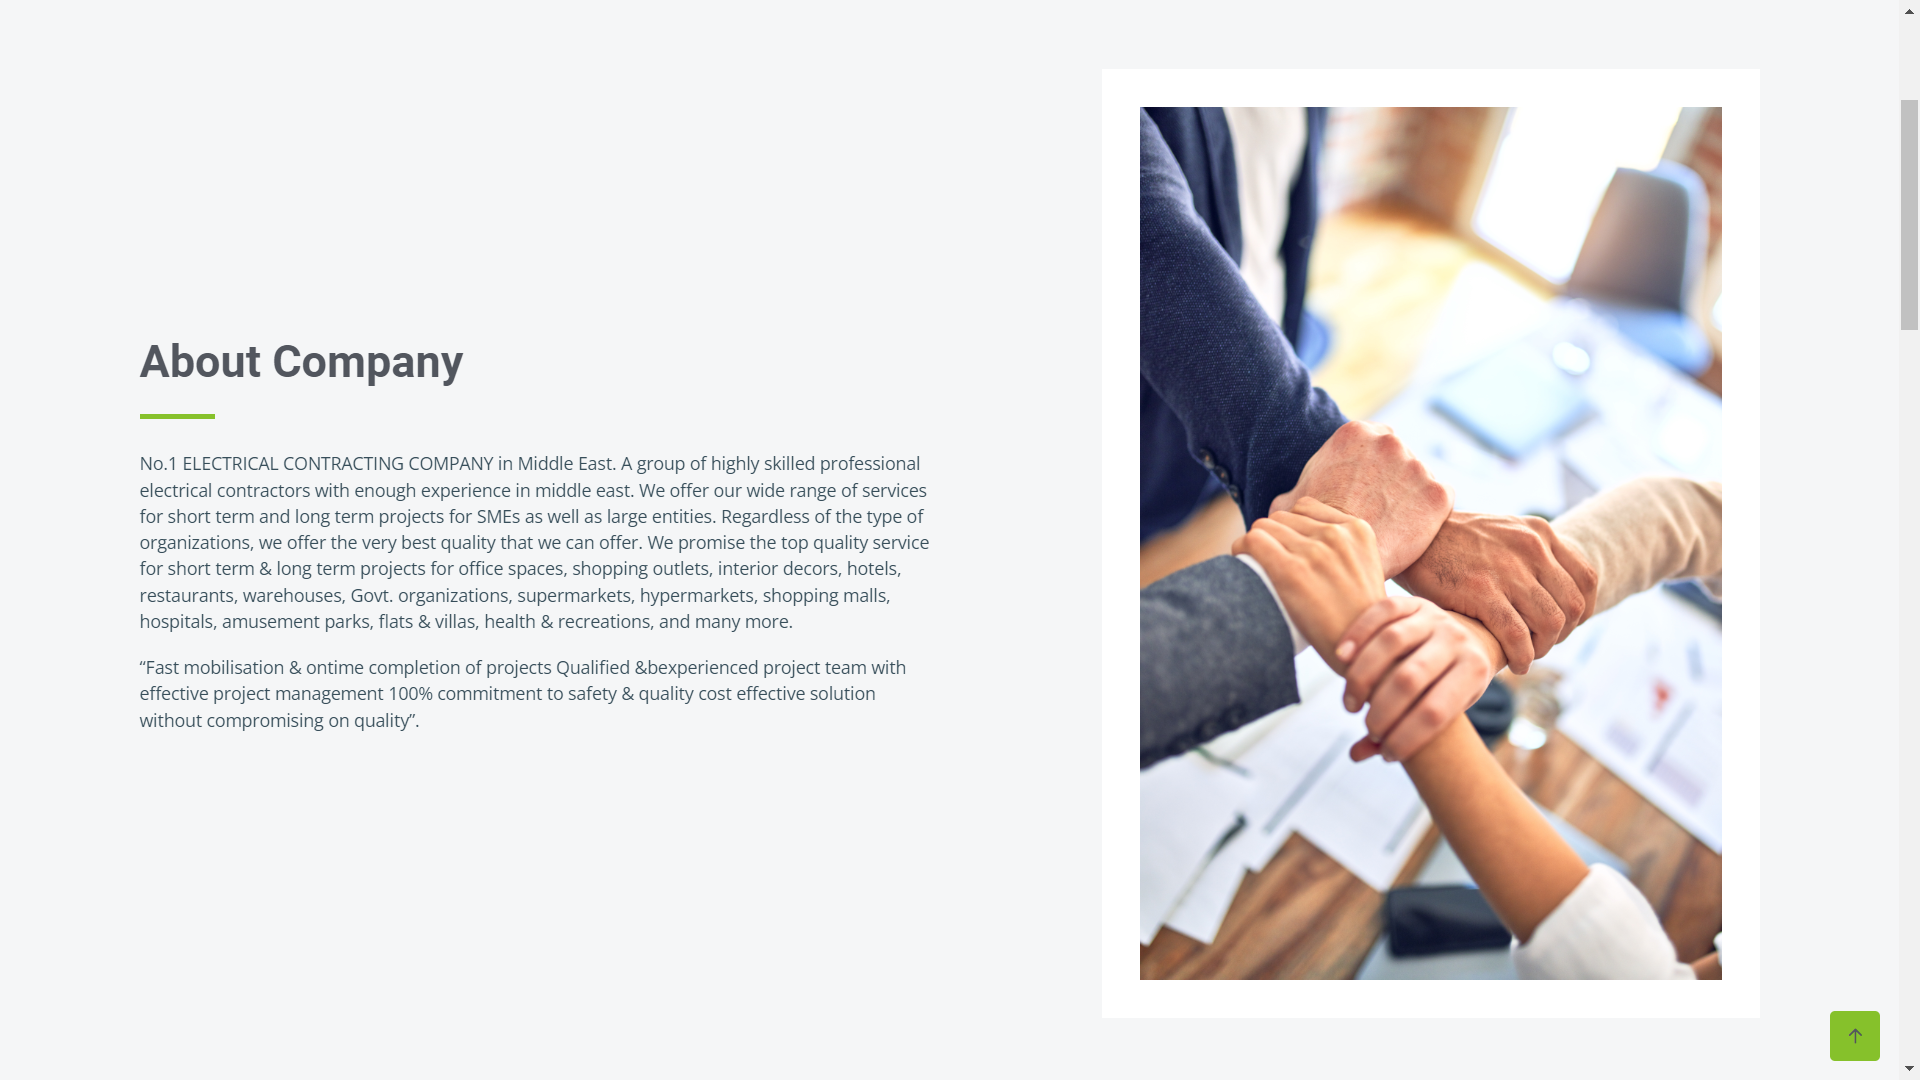 About Company
No.1 ELECTRICAL CONTRACTING COMPANY in Middle East. A group of highly skilled professional
electrical contractors with enough experience in middle east. We offer our wide range of services
for short term and long term projects for SMEs as well as large entities. Regardless of the type of
organizations, we offer the very best quality that we can offer. We promise the top quality service
for short term & long term projects for office spaces, shopping outlets, interior decors, hotels,
restaurants, warehouses, Govt. organizations, supermarkets, hypermarkets, shopping malls,
hospitals, amusement parks, flats & villas, health & recreations, and many more.
“Fast mobilisation & ontime completion of projects Qualified &bexperienced project team with
effective project management 100% commitment to safety & quality cost effective solution
without compromising on quality”.